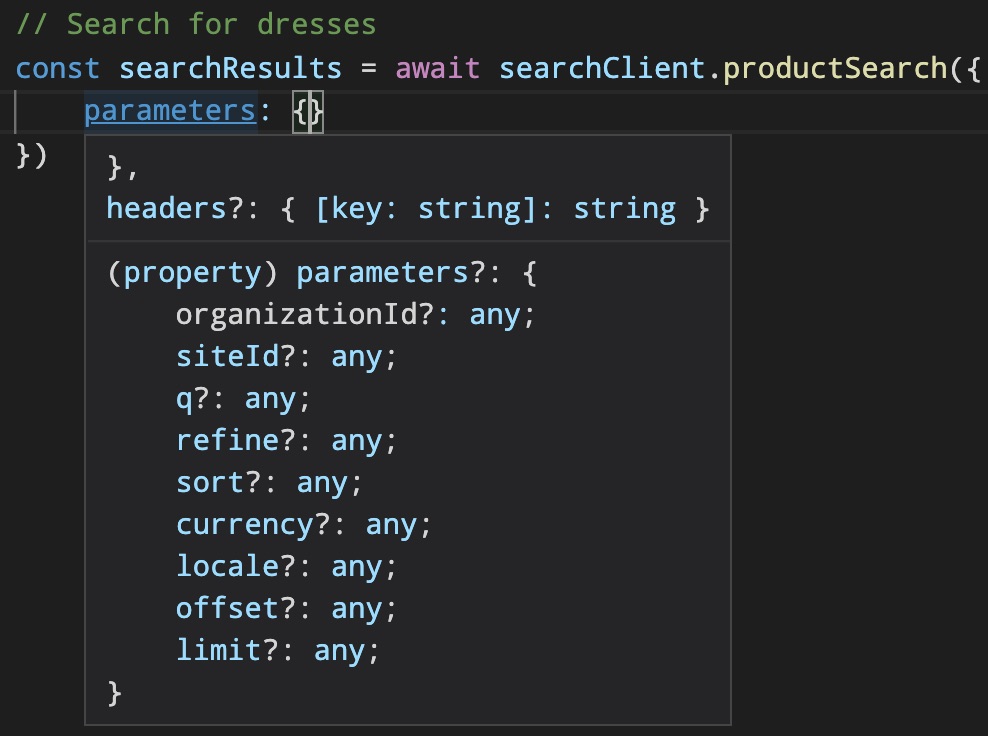 // Search for dresses
const searchResults = await searchClient.productSearch({
    parameters: {}
})
},
headers?: { [key: string]: string }
(property) parameters?: {
    organizationId?: any;
    siteId?: any;
    q?: any;
    refine?: any;
    sort?: any;
    currency?: any;
    locale?: any;
    offset?: any;
    limit?: any;
}